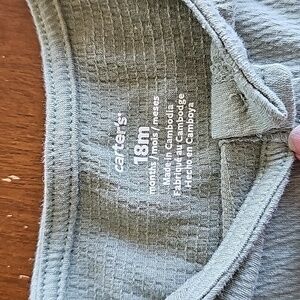 carter's
18m
months / mois / meses
Made in Cambodia
Fabriqué au Cambodge
Hecho en Camboya